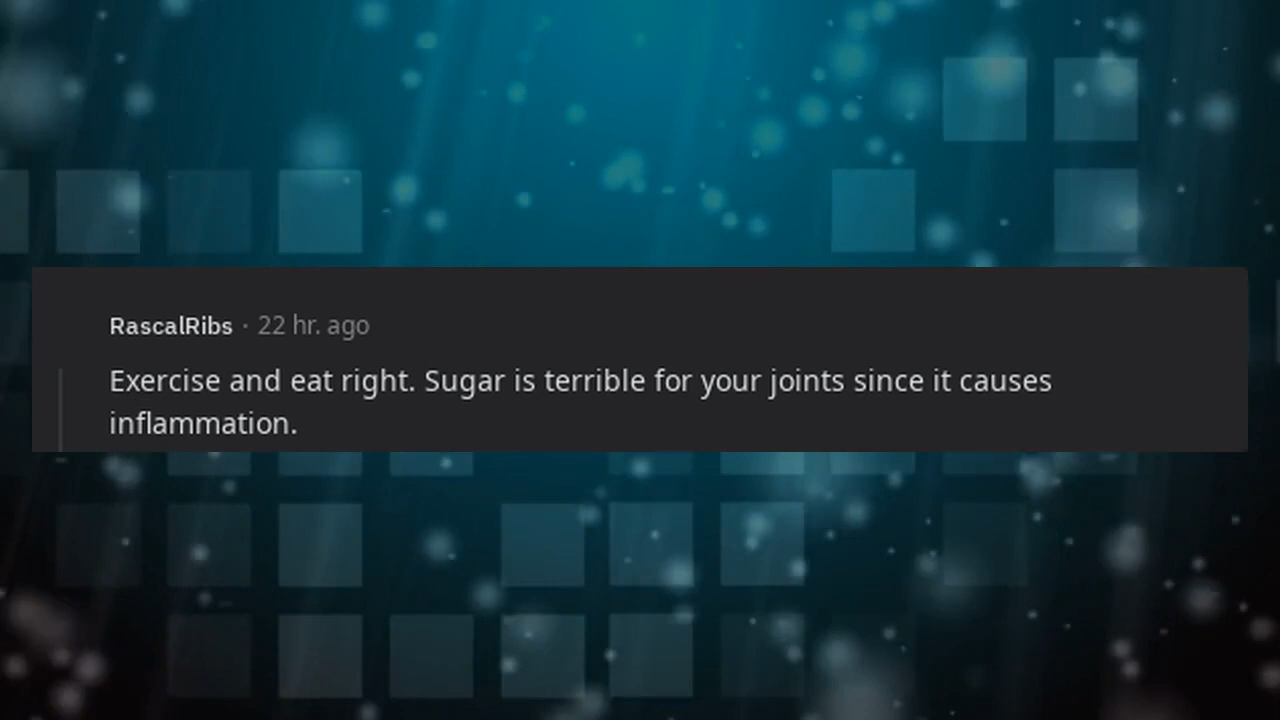 RascalRibs · 22 hr. ago
Exercise and eat right. Sugar is terrible for your joints since it causes
inflammation.